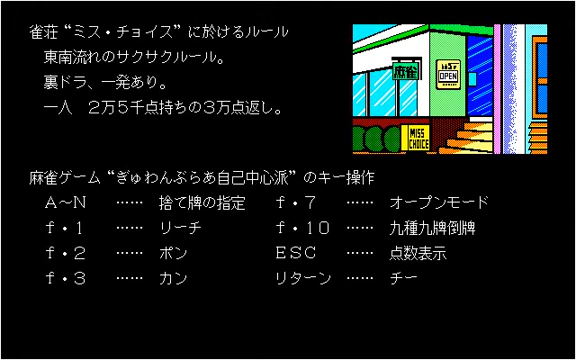 雀荘“ミス・チョイス”に於けるルール
東南流れのサクサクルール。
裏ドラ、一発あり。
一人　２万５千点持ちの３万点返し。
麻雀
OPEN
MISS
CHOICE
麻雀ゲーム“ぎゅわんぶらあ自己中心派”のキー操作
Ａ～Ｎ　……　捨て牌の指定　ｆ・７　……　オープンモード
ｆ・１　……　リーチ　ｆ・１０　……　九種九牌倒牌
ｆ・２　……　ポン　ＥＳＣ　……　点数表示
ｆ・３　……　カン　リターン　……　チー